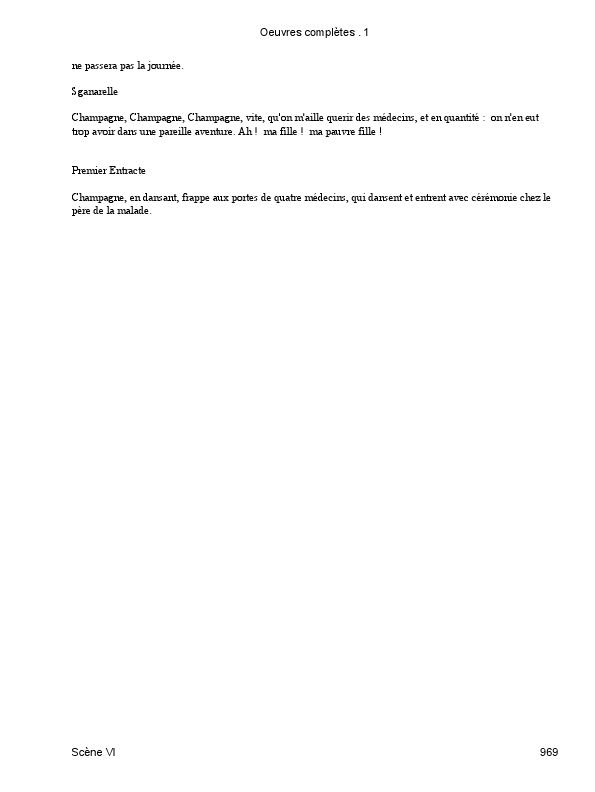 Oeuvres complètes . 1
ne passera pas la journée.
Sganarelle
Champagne, Champagne, Champagne, vite, qu'on m'aille querir des médecins, et en quantité :  on n'en eut
trop avoir dans une pareille aventure. Ah !  ma fille !  ma pauvre fille !
Premier Entracte
Champagne, en dansant, frappe aux portes de quatre médecins, qui dansent et entrent avec cérémonie chez le
père de la malade.
Scène VI 969